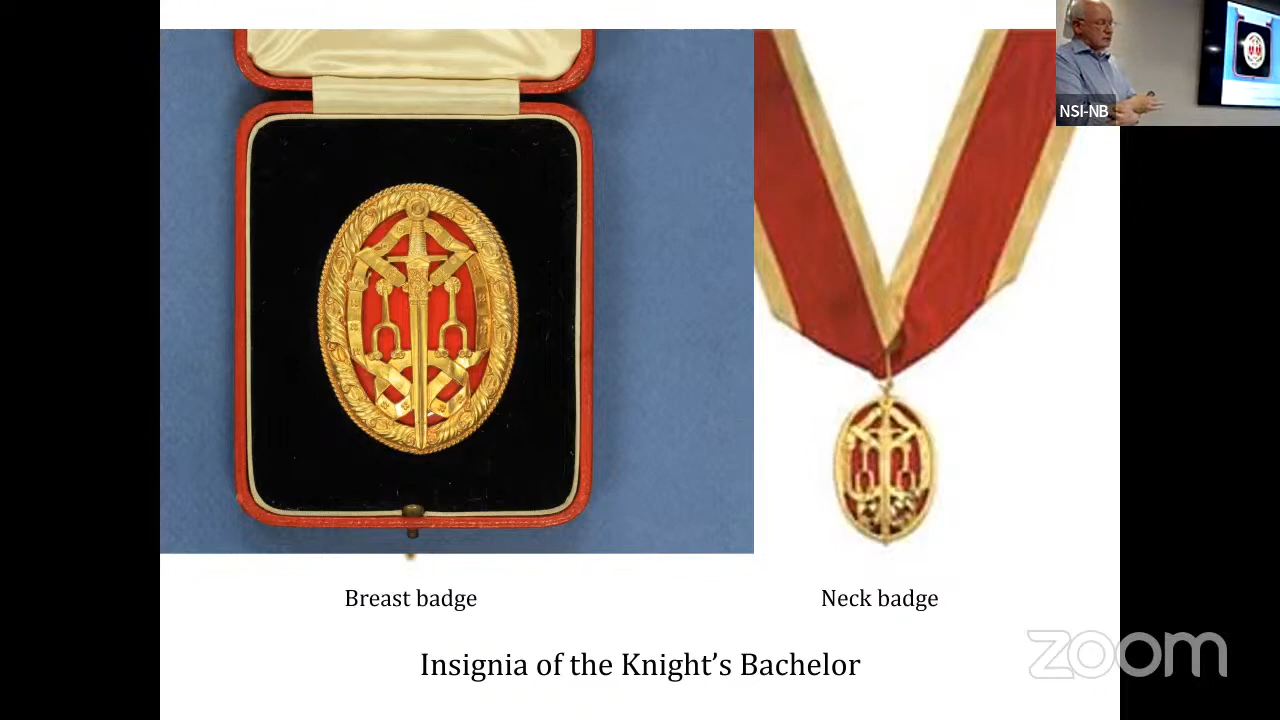 NSI-NB
Breast badge
Neck badge
Insignia of the Knight’s Bachelor
zoom